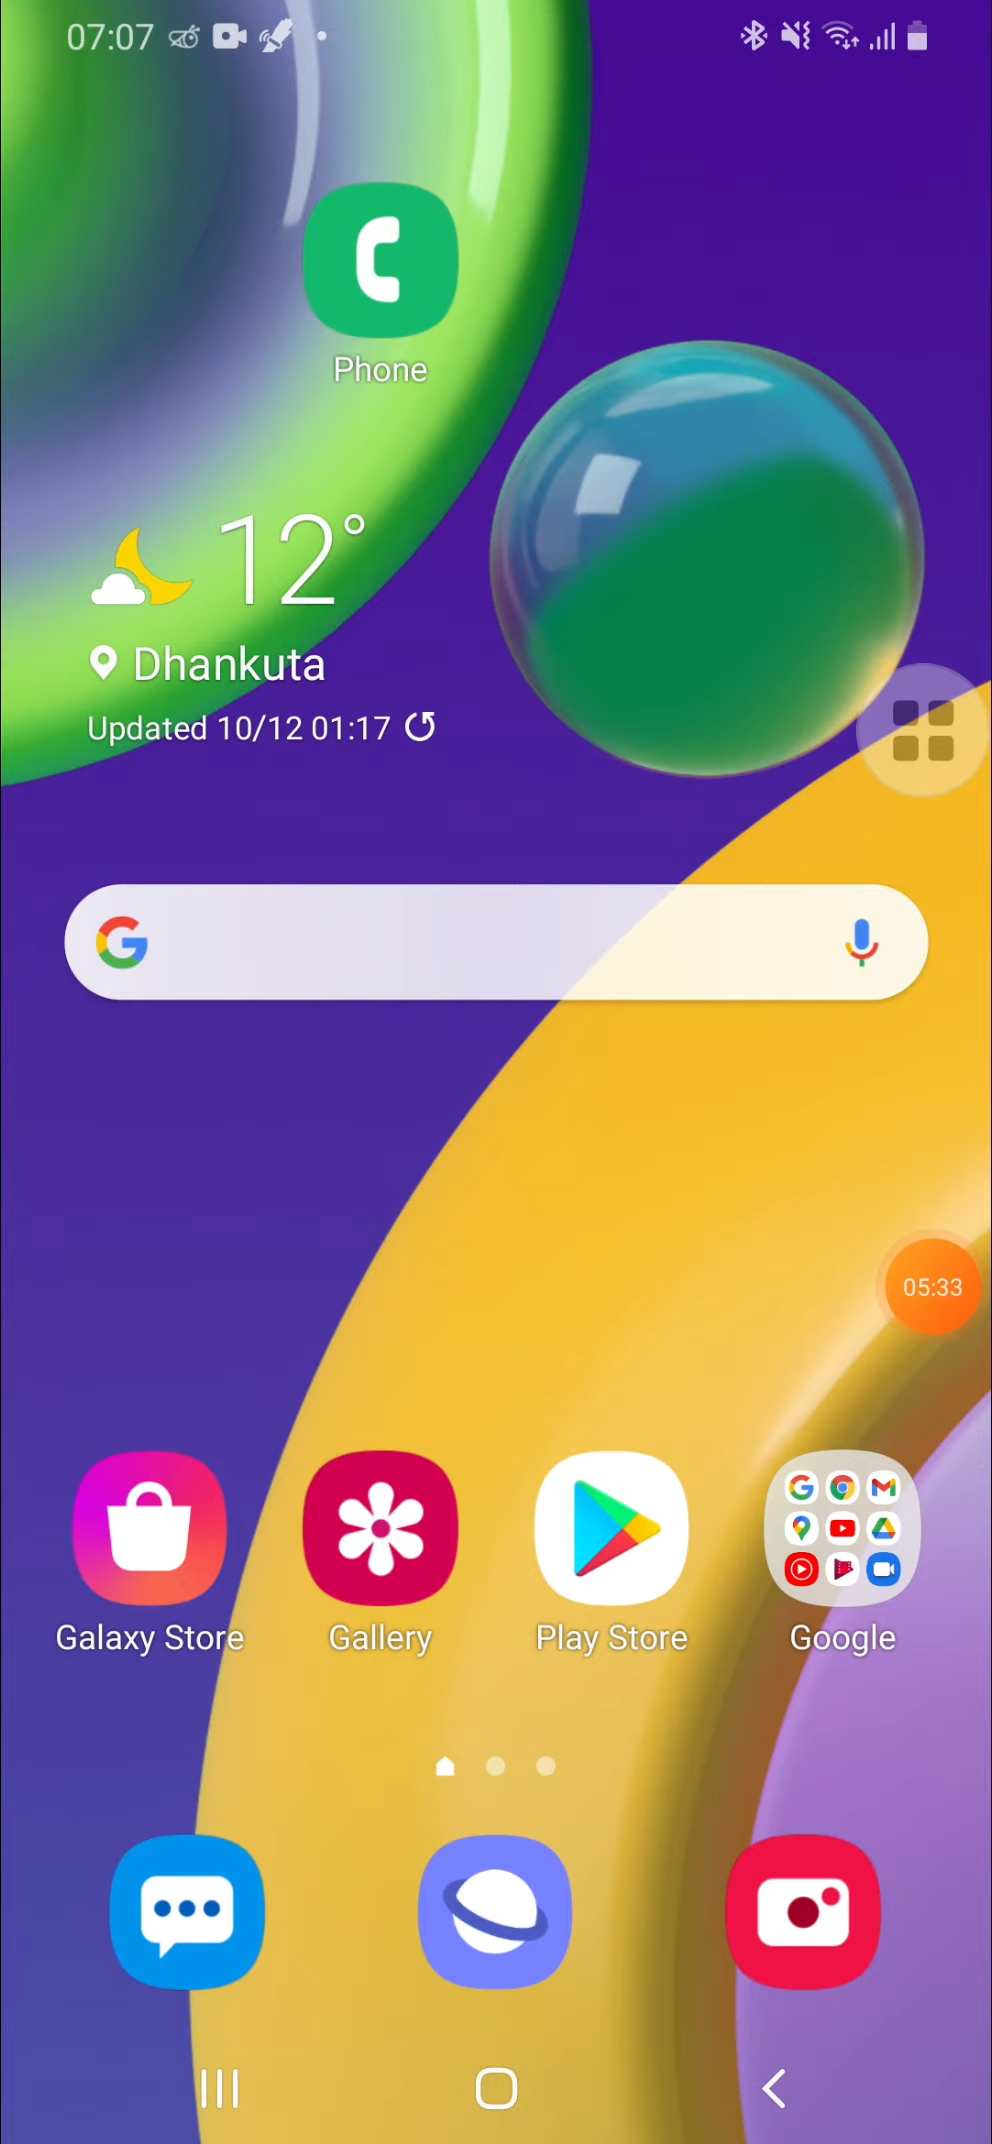 07:07
Phone
12°
Dhankuta
Updated 10/12 01:17
05:33
Galaxy Store
Gallery
Play Store
Google